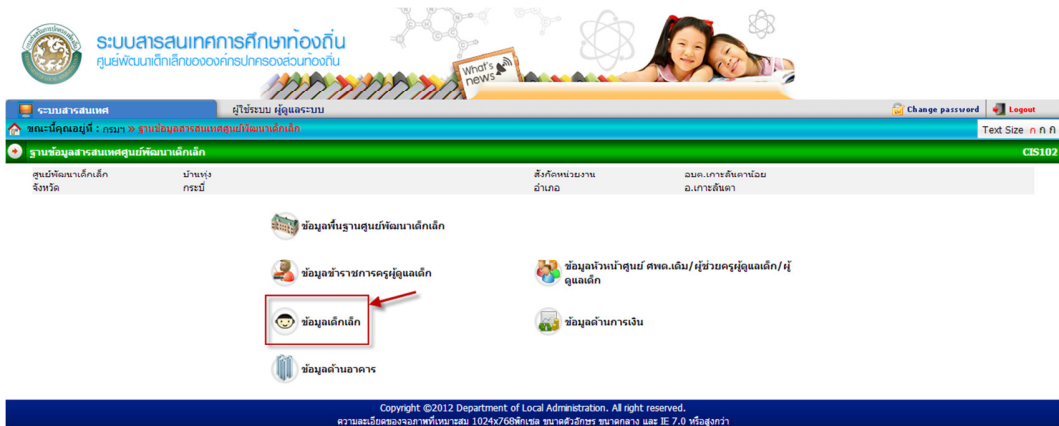 ระบบสารสนเทศการศึกษาท้องถิ่น
ศูนย์พัฒนาเด็กเล็กขององค์กรปกครองส่วนท้องถิ่น
What's news
ระบบสารสนเทศ ผู้ใช้ระบบ ผู้ดูแลระบบ Change password Logout
ขณะนี้คุณอยู่ที่ : กรมฯ » ฐานข้อมูลสารสนเทศศูนย์พัฒนาเด็กเล็ก Text Size ก ก ก
ฐานข้อมูลสารสนเทศศูนย์พัฒนาเด็กเล็ก CIS102
ศูนย์พัฒนาเด็กเล็ก บ้านทุ่ง สังกัดหน่วยงาน อบต.เกาะลันตาน้อย
จังหวัด กระบี่ อำเภอ อ.เกาะลันตา
ข้อมูลพื้นฐานศูนย์พัฒนาเด็กเล็ก
ข้อมูลข้าราชการครูผู้ดูแลเด็ก
ข้อมูลหัวหน้าศูนย์ ศพด.เดิม/ผู้ช่วยครูผู้ดูแลเด็ก/ผู้
ดูแลเด็ก
ข้อมูลเด็กเล็ก
ข้อมูลด้านการเงิน
ข้อมูลด้านอาคาร
Copyright ©2012 Department of Local Administration. All right reserved.
ความละเอียดของจอภาพที่เหมาะสม 1024x768พิกเซล ขนาดตัวอักษร ขนาดกลาง และ IE 7.0 หรือสูงกว่า